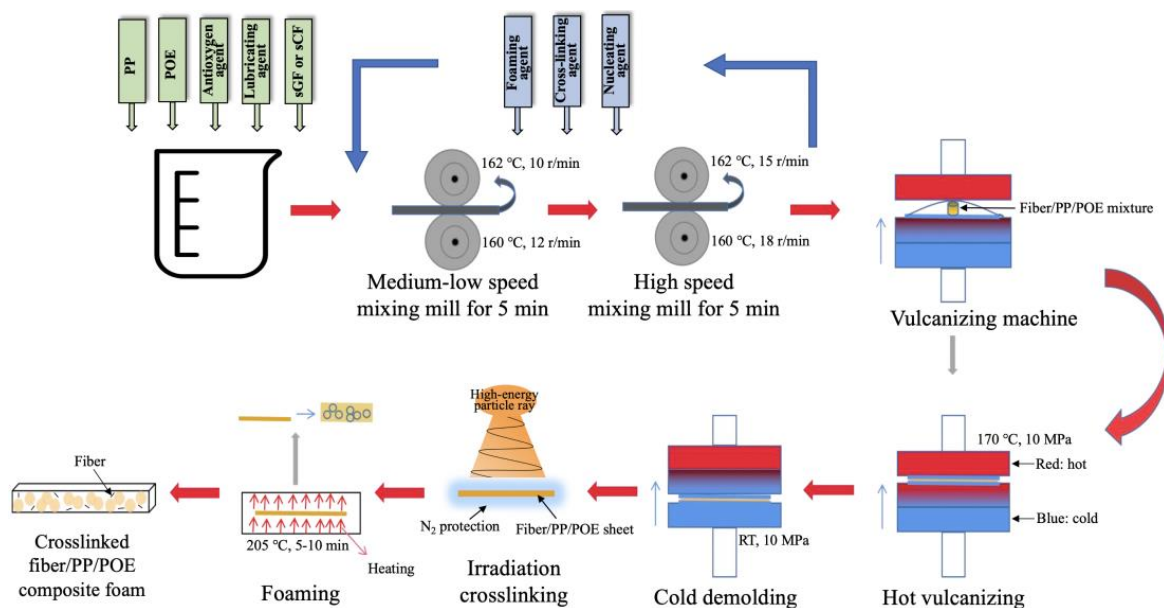 PP
POE
Antioxygen
agent
Lubricating
agent
sGF or sCF
Foaming
agent
Cross-linking
agent
Nucleating
agent
162 ℃, 10 r/min
160 ℃, 12 r/min
Medium-low speed
mixing mill for 5 min
162 ℃, 15 r/min
160 ℃, 18 r/min
High speed
mixing mill for 5 min
Fiber/PP/POE mixture
Vulcanizing machine
170 ℃, 10 MPa
Red: hot
Blue: cold
Hot vulcanizing
RT, 10 MPa
Cold demolding
High-energy
particle ray
N2 protection
Fiber/PP/POE sheet
Irradiation
crosslinking
205 ℃, 5-10 min
Heating
Foaming
Fiber
Crosslinked
fiber/PP/POE
composite foam